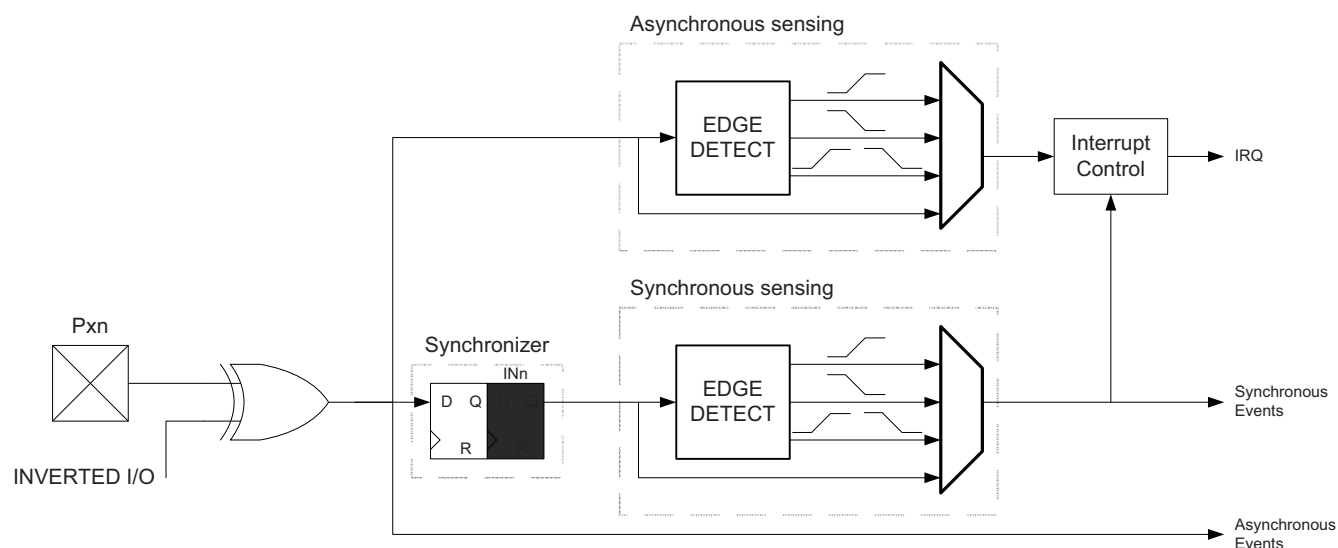 Asynchronous sensing
EDGE
DETECT
Interrupt
Control
IRQ
Synchronous sensing
Pxn
Synchronizer
INn
D Q D Q
R R
EDGE
DETECT
Synchronous
Events
INVERTED I/O
Asynchronous
Events